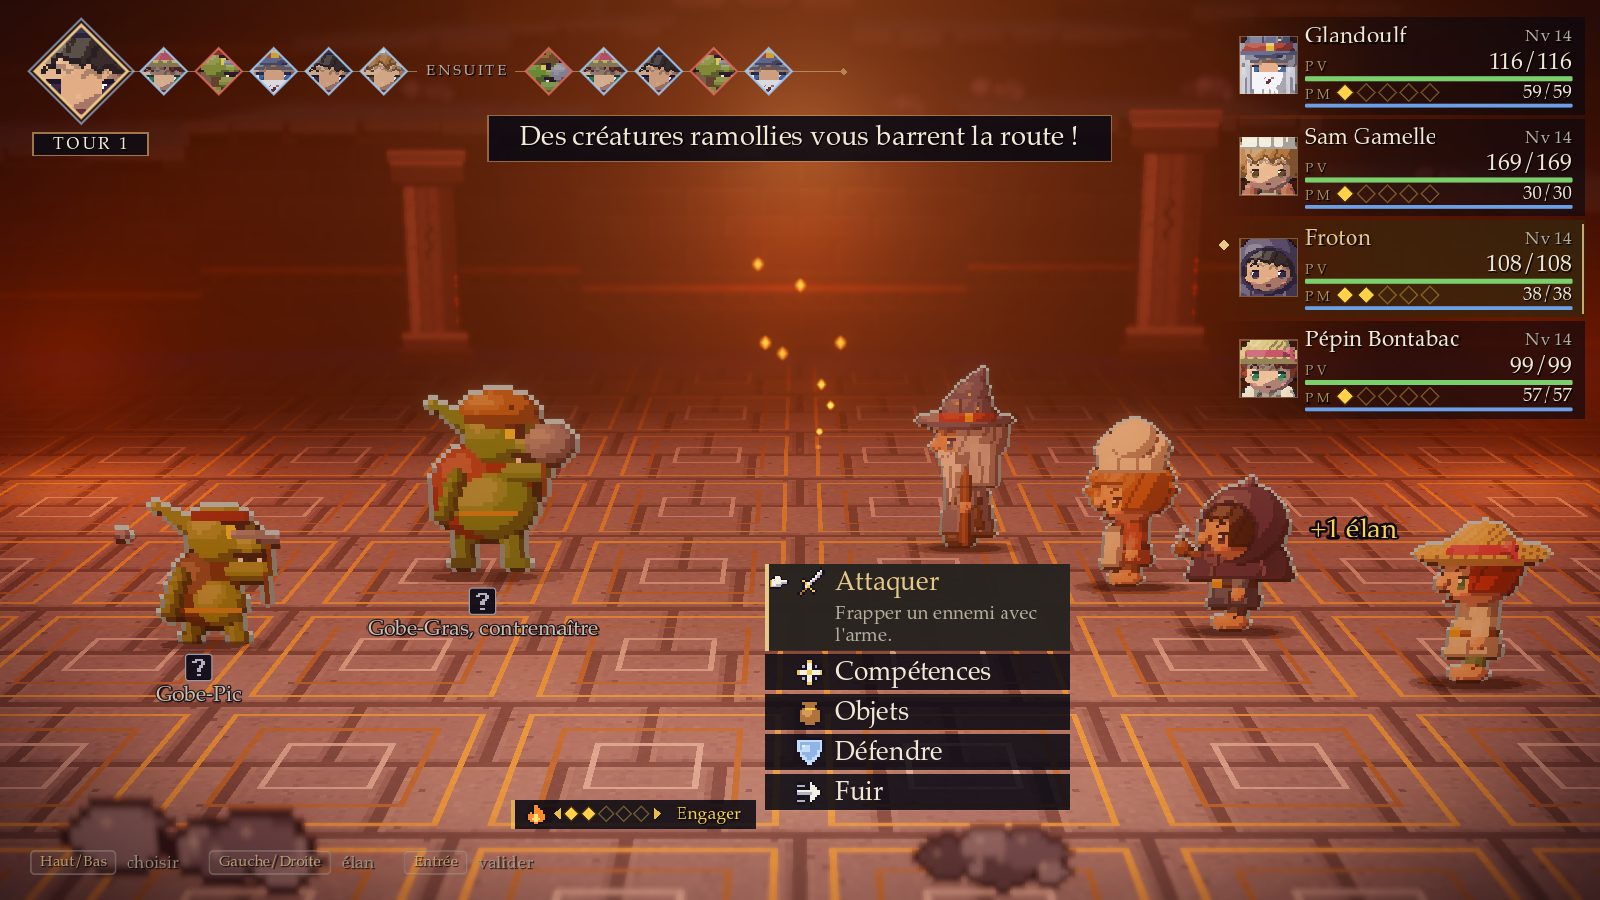 ENSUITE
TOUR 1
Des créatures ramollies vous barrent la route !
Glandoulf Nv 14
PV 116/116
PM 59/59
Sam Gamelle Nv 14
PV 169/169
PM 30/30
Froton Nv 14
PV 108/108
PM 38/38
Pépin Bontabac Nv 14
PV 99/99
PM 57/57
+1 élan
?
Gobe-Gras, contremaître
?
Gobe-Pic
Attaquer
Frapper un ennemi avec
l'arme.
Compétences
Objets
Défendre
Fuir
Engager
Haut/Bas choisir Gauche/Droite élan Entrée valider